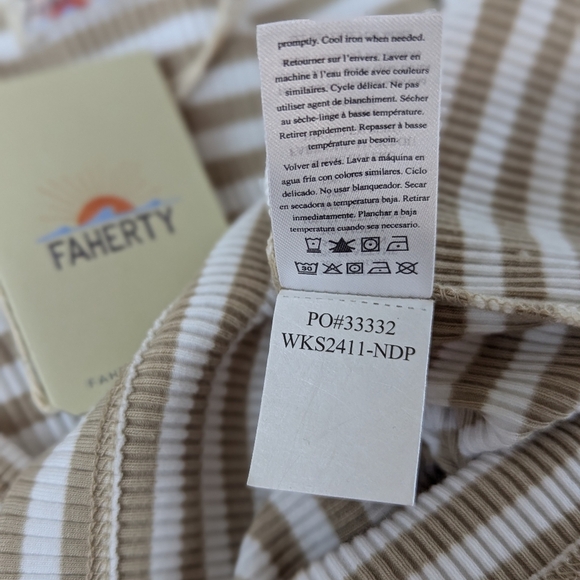 promptly. Cool iron when needed.
Retourner sur l'envers. Laver en
machine à l'eau froide avec couleurs
similaires. Cycle délicat. Ne pas
utiliser agent de blanchiment. Sécher
au sèche-linge à basse température.
Retirer rapidement. Repasser à basse
température au besoin.
Volver al revés. Lavar a máquina en
agua fría con colores similares. Ciclo
delicado. No usar blanqueador. Secar
en secadora a temperatura baja. Retirar
inmediatamente. Planchar a baja
temperatura cuando sea necesario.
30
PO#33332
WKS2411-NDP
FAHERTY